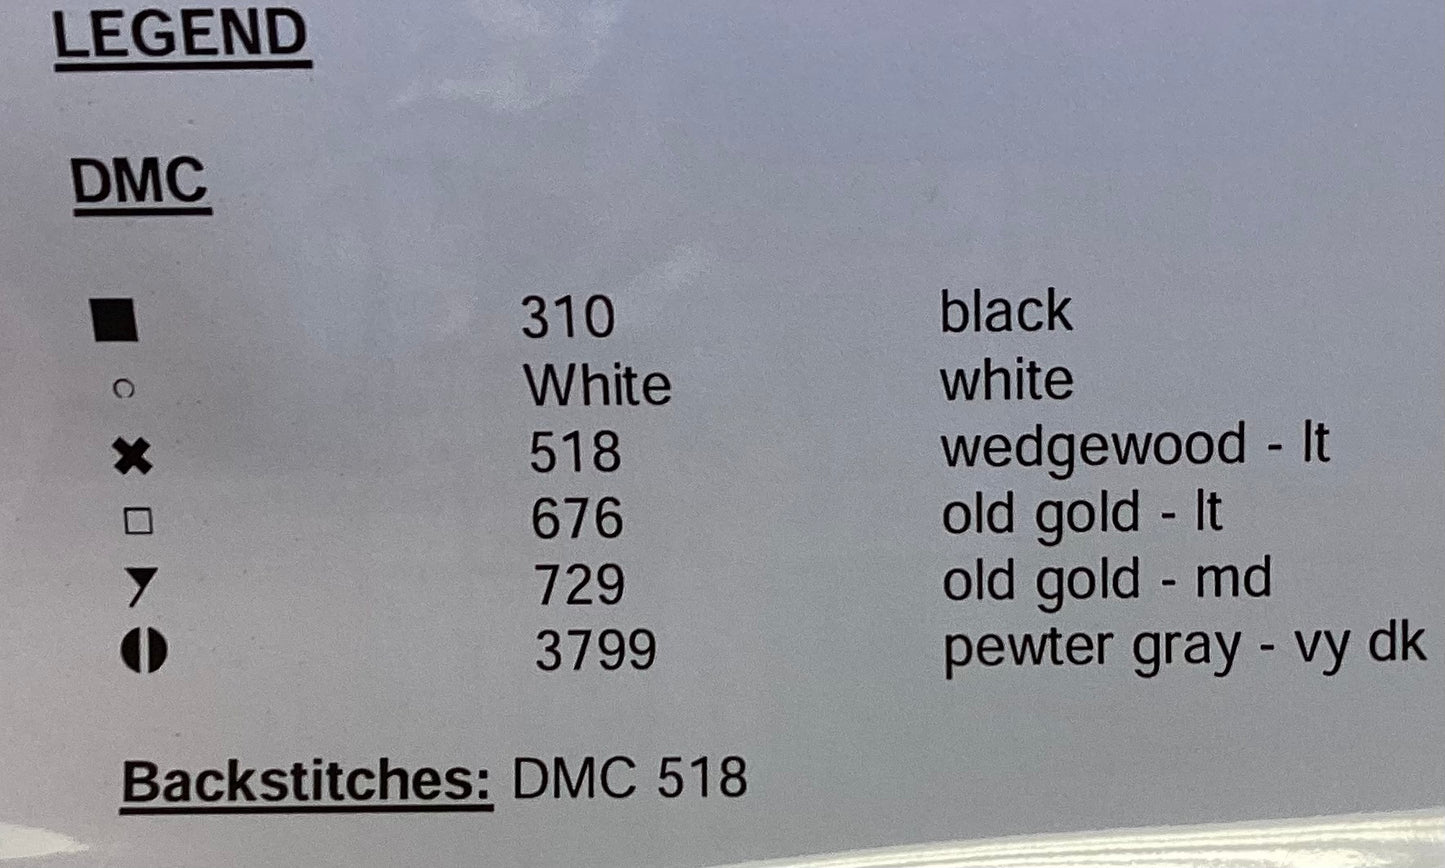 LEGEND
DMC
310 black
White white
518 wedgewood - lt
676 old gold - lt
729 old gold - md
3799 pewter gray - vy dk
Backstitches: DMC 518